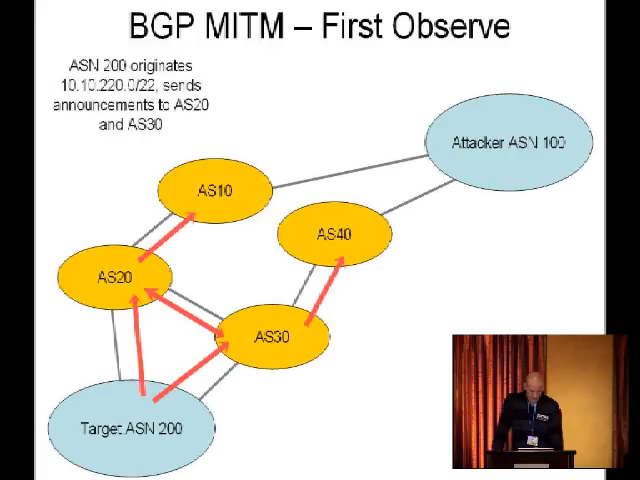 BGP MITM – First Observe
ASN 200 originates
10.10.220.0/22, sends
announcements to AS20
and AS30
Attacker ASN 100
AS10
AS40
AS20
AS30
Target ASN 200